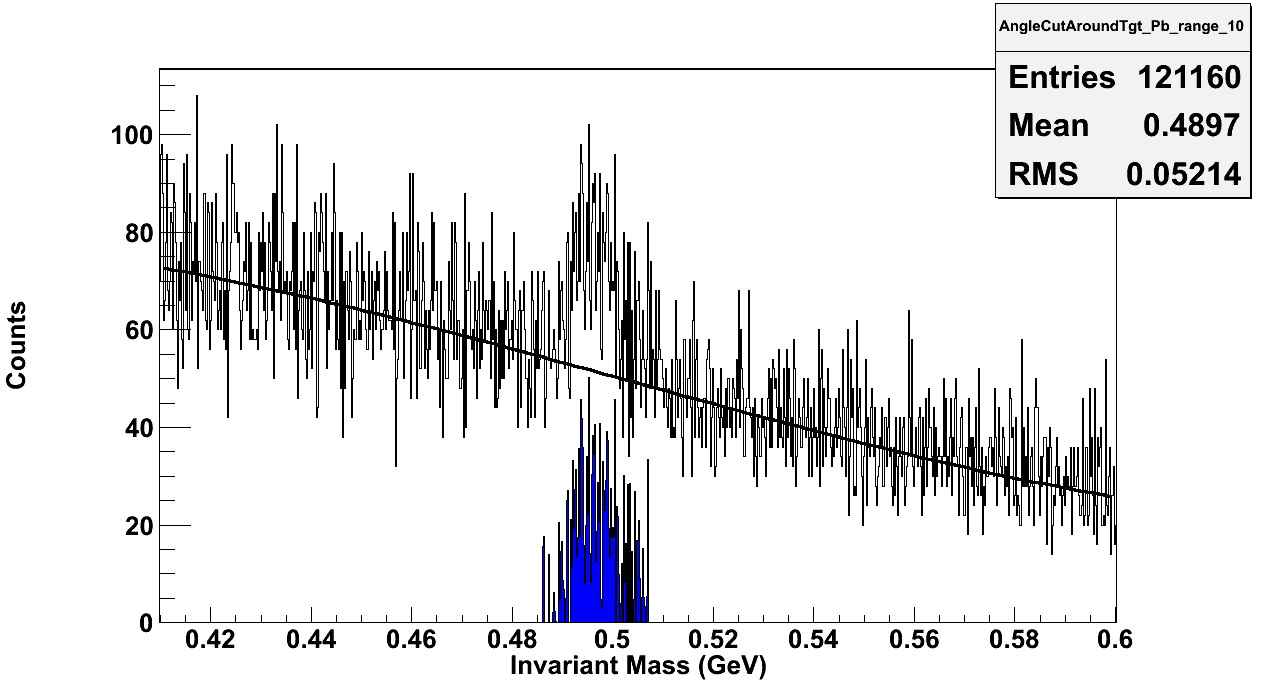 AngleCutAroundTgt_Pb_range_10
Entries 121160
Mean 0.4897
RMS 0.05214
Counts
100
80
60
40
20
0
0.42 0.44 0.46 0.48 0.5 0.52 0.54 0.56 0.58 0.6
Invariant Mass (GeV)